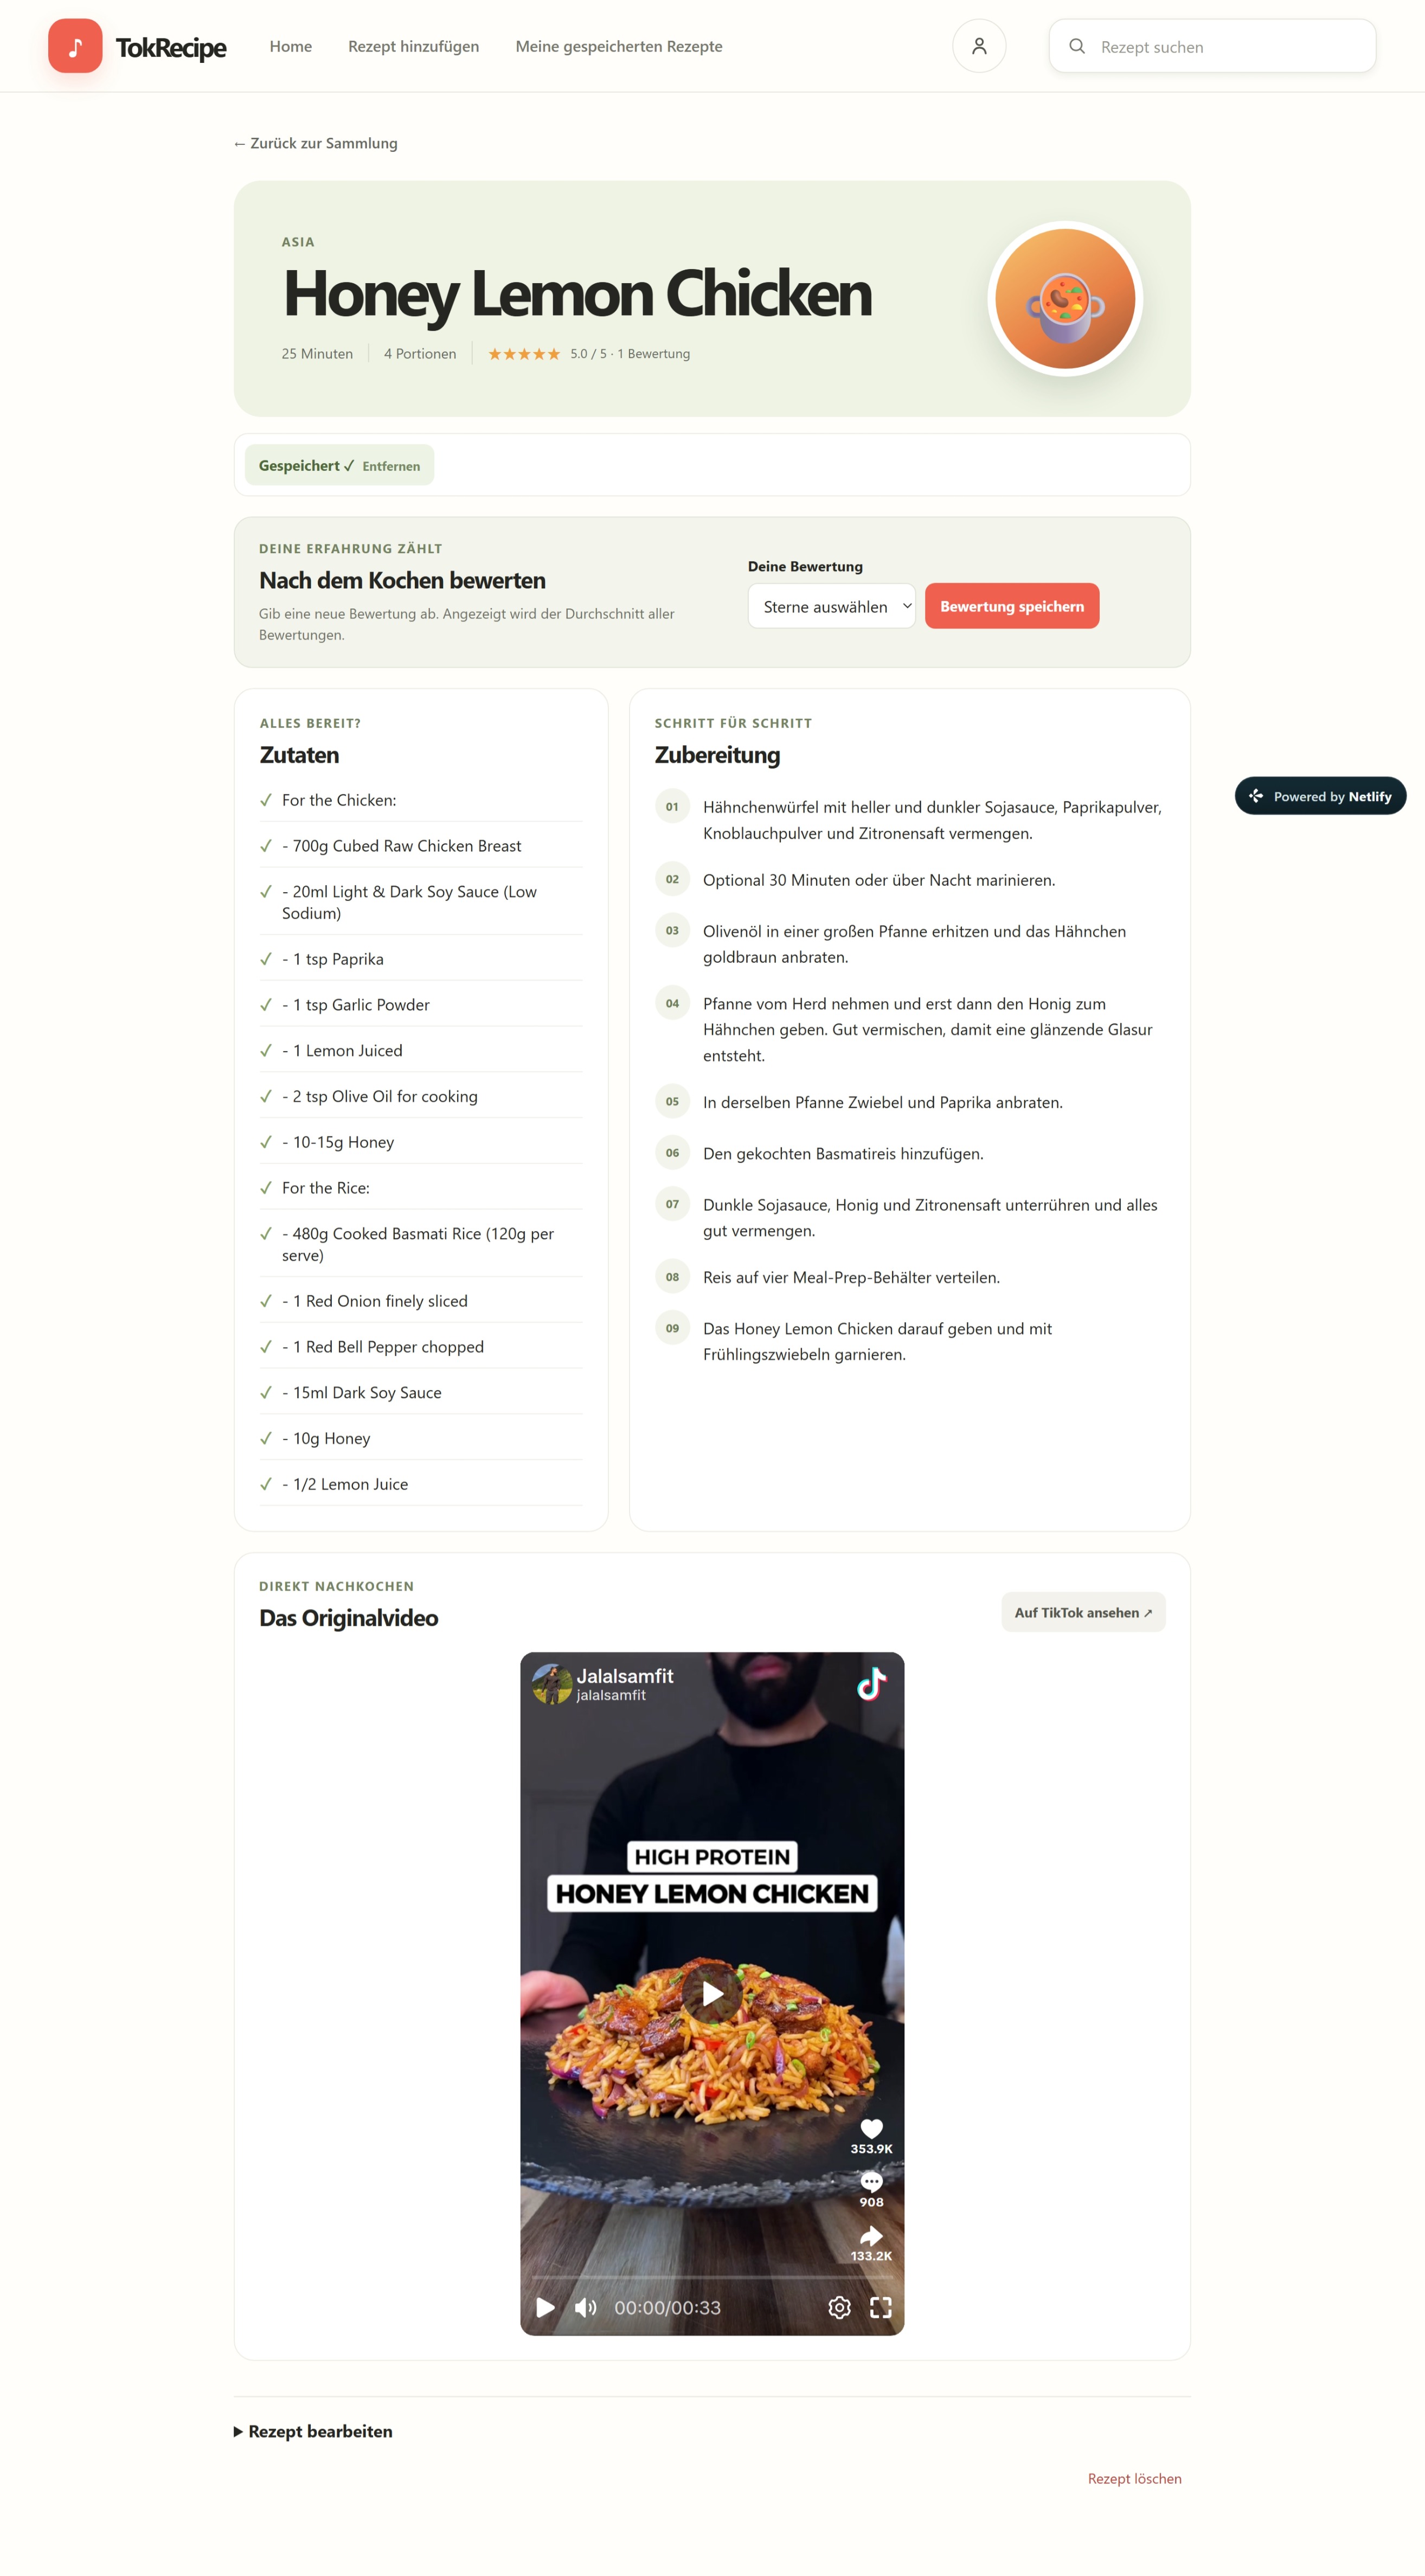 TokRecipe
Home
Rezept hinzufügen
Meine gespeicherten Rezepte
Rezept suchen
← Zurück zur Sammlung
ASIA
Honey Lemon Chicken
25 Minuten
4 Portionen
★★★★★ 5.0 / 5 · 1 Bewertung
Gespeichert ✓ Entfernen
DEINE ERFAHRUNG ZÄHLT
Nach dem Kochen bewerten
Gib eine neue Bewertung ab. Angezeigt wird der Durchschnitt aller
Bewertungen.
Deine Bewertung
Sterne auswählen
Bewertung speichern
ALLES BEREIT?
Zutaten
✓ For the Chicken:
✓ - 700g Cubed Raw Chicken Breast
✓ - 20ml Light & Dark Soy Sauce (Low
Sodium)
✓ - 1 tsp Paprika
✓ - 1 tsp Garlic Powder
✓ - 1 Lemon Juiced
✓ - 2 tsp Olive Oil for cooking
✓ - 10-15g Honey
✓ For the Rice:
✓ - 480g Cooked Basmati Rice (120g per
serve)
✓ - 1 Red Onion finely sliced
✓ - 1 Red Bell Pepper chopped
✓ - 15ml Dark Soy Sauce
✓ - 10g Honey
✓ - 1/2 Lemon Juice
SCHRITT FÜR SCHRITT
Zubereitung
01 Hähnchenwürfel mit heller und dunkler Sojasauce, Paprikapulver,
Knoblauchpulver und Zitronensaft vermengen.
02 Optional 30 Minuten oder über Nacht marinieren.
03 Olivenöl in einer großen Pfanne erhitzen und das Hähnchen
goldbraun anbraten.
04 Pfanne vom Herd nehmen und erst dann den Honig zum
Hähnchen geben. Gut vermischen, damit eine glänzende Glasur
entsteht.
05 In derselben Pfanne Zwiebel und Paprika anbraten.
06 Den gekochten Basmatireis hinzufügen.
07 Dunkle Sojasauce, Honig und Zitronensaft unterrühren und alles
gut vermengen.
08 Reis auf vier Meal-Prep-Behälter verteilen.
09 Das Honey Lemon Chicken darauf geben und mit
Frühlingszwiebeln garnieren.
Powered by Netlify
DIREKT NACHKOCHEN
Das Originalvideo
Auf TikTok ansehen ↗
Jalalsamfit
jalalsamfit
HIGH PROTEIN
HONEY LEMON CHICKEN
353.9K
908
133.2K
00:00/00:33
▶ Rezept bearbeiten
Rezept löschen